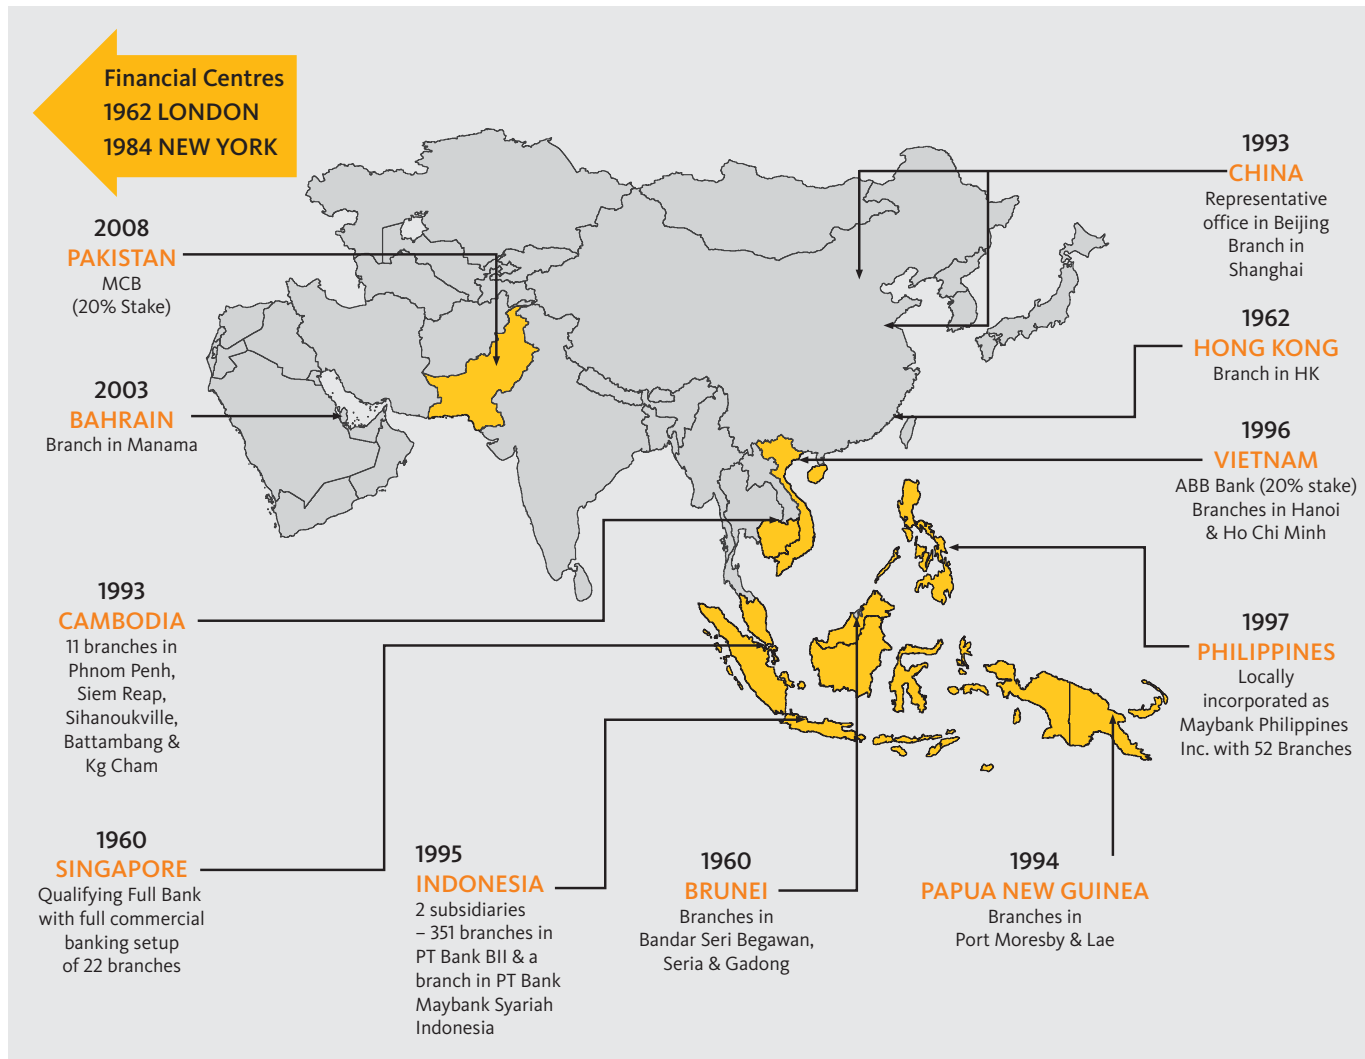 Financial Centres
1962 LONDON
1984 NEW YORK
2008
PAKISTAN
MCB
(20% Stake)
2003
BAHRAIN
Branch in Manama
1993
CAMBODIA
11 branches in
Phnom Penh,
Siem Reap,
Sihanoukville,
Battambang &
Kg Cham
1960
SINGAPORE
Qualifying Full Bank
with full commercial
banking setup
of 22 branches
1995
INDONESIA
2 subsidiaries
– 351 branches in
PT Bank BII & a
branch in PT Bank
Maybank Syariah
Indonesia
1960
BRUNEI
Branches in
Bandar Seri Begawan,
Seria & Gadong
1994
PAPUA NEW GUINEA
Branches in
Port Moresby & Lae
1993
CHINA
Representative
office in Beijing
Branch in
Shanghai
1962
HONG KONG
Branch in HK
1996
VIETNAM
ABB Bank (20% stake)
Branches in Hanoi
& Ho Chi Minh
1997
PHILIPPINES
Locally
incorporated as
Maybank Philippines
Inc. with 52 Branches